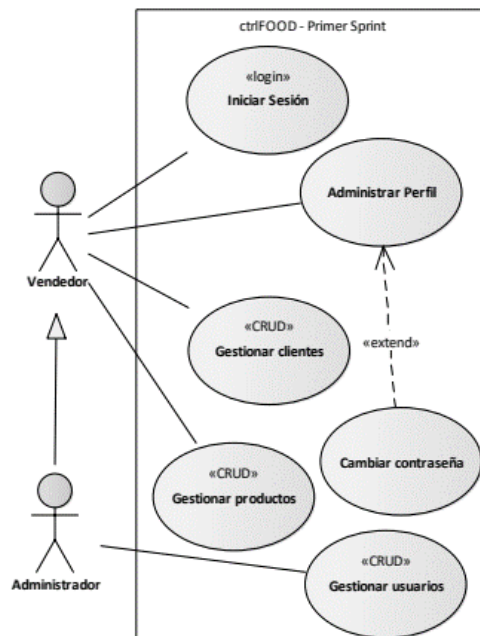 ctrlFOOD - Primer Sprint
«login»
Iniciar Sesión
Administrar Perfil
Vendedor
«CRUD»
Gestionar clientes
«extend»
Cambiar contraseña
«CRUD»
Gestionar productos
Administrador
«CRUD»
Gestionar usuarios